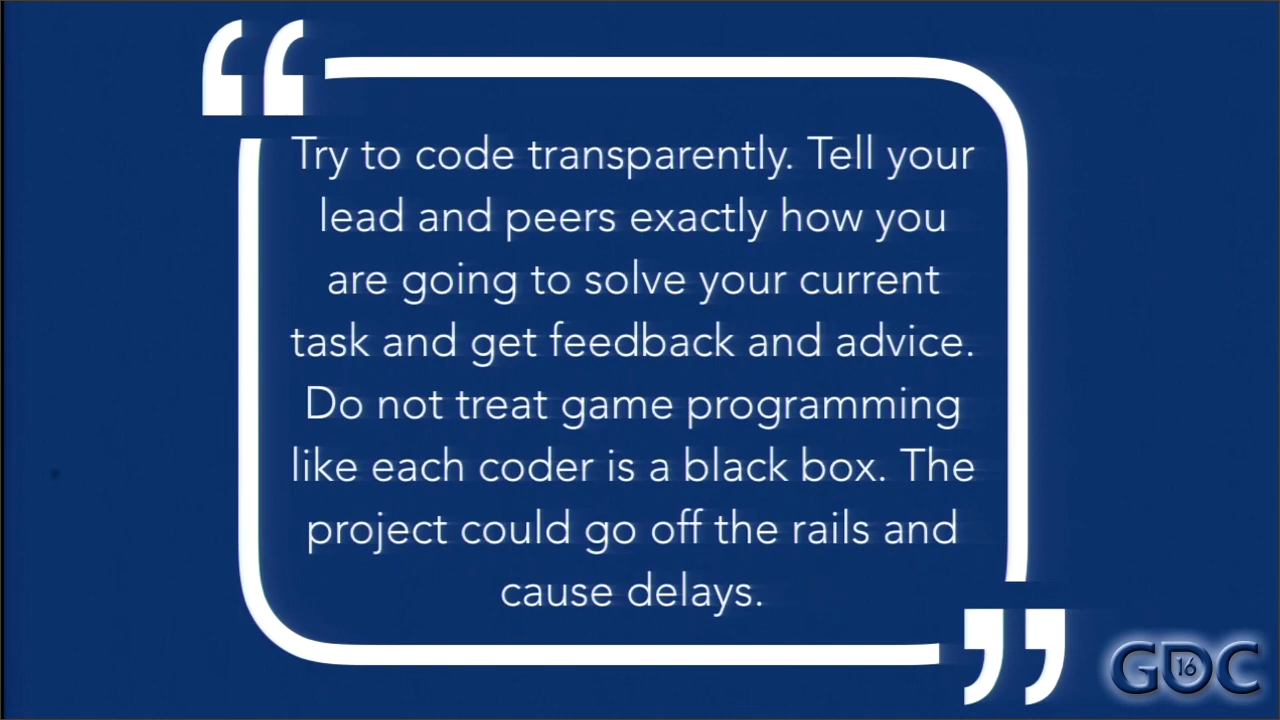 Try to code transparently. Tell your
lead and peers exactly how you
are going to solve your current
task and get feedback and advice.
Do not treat game programming
like each coder is a black box. The
project could go off the rails and
cause delays.
GDC 16